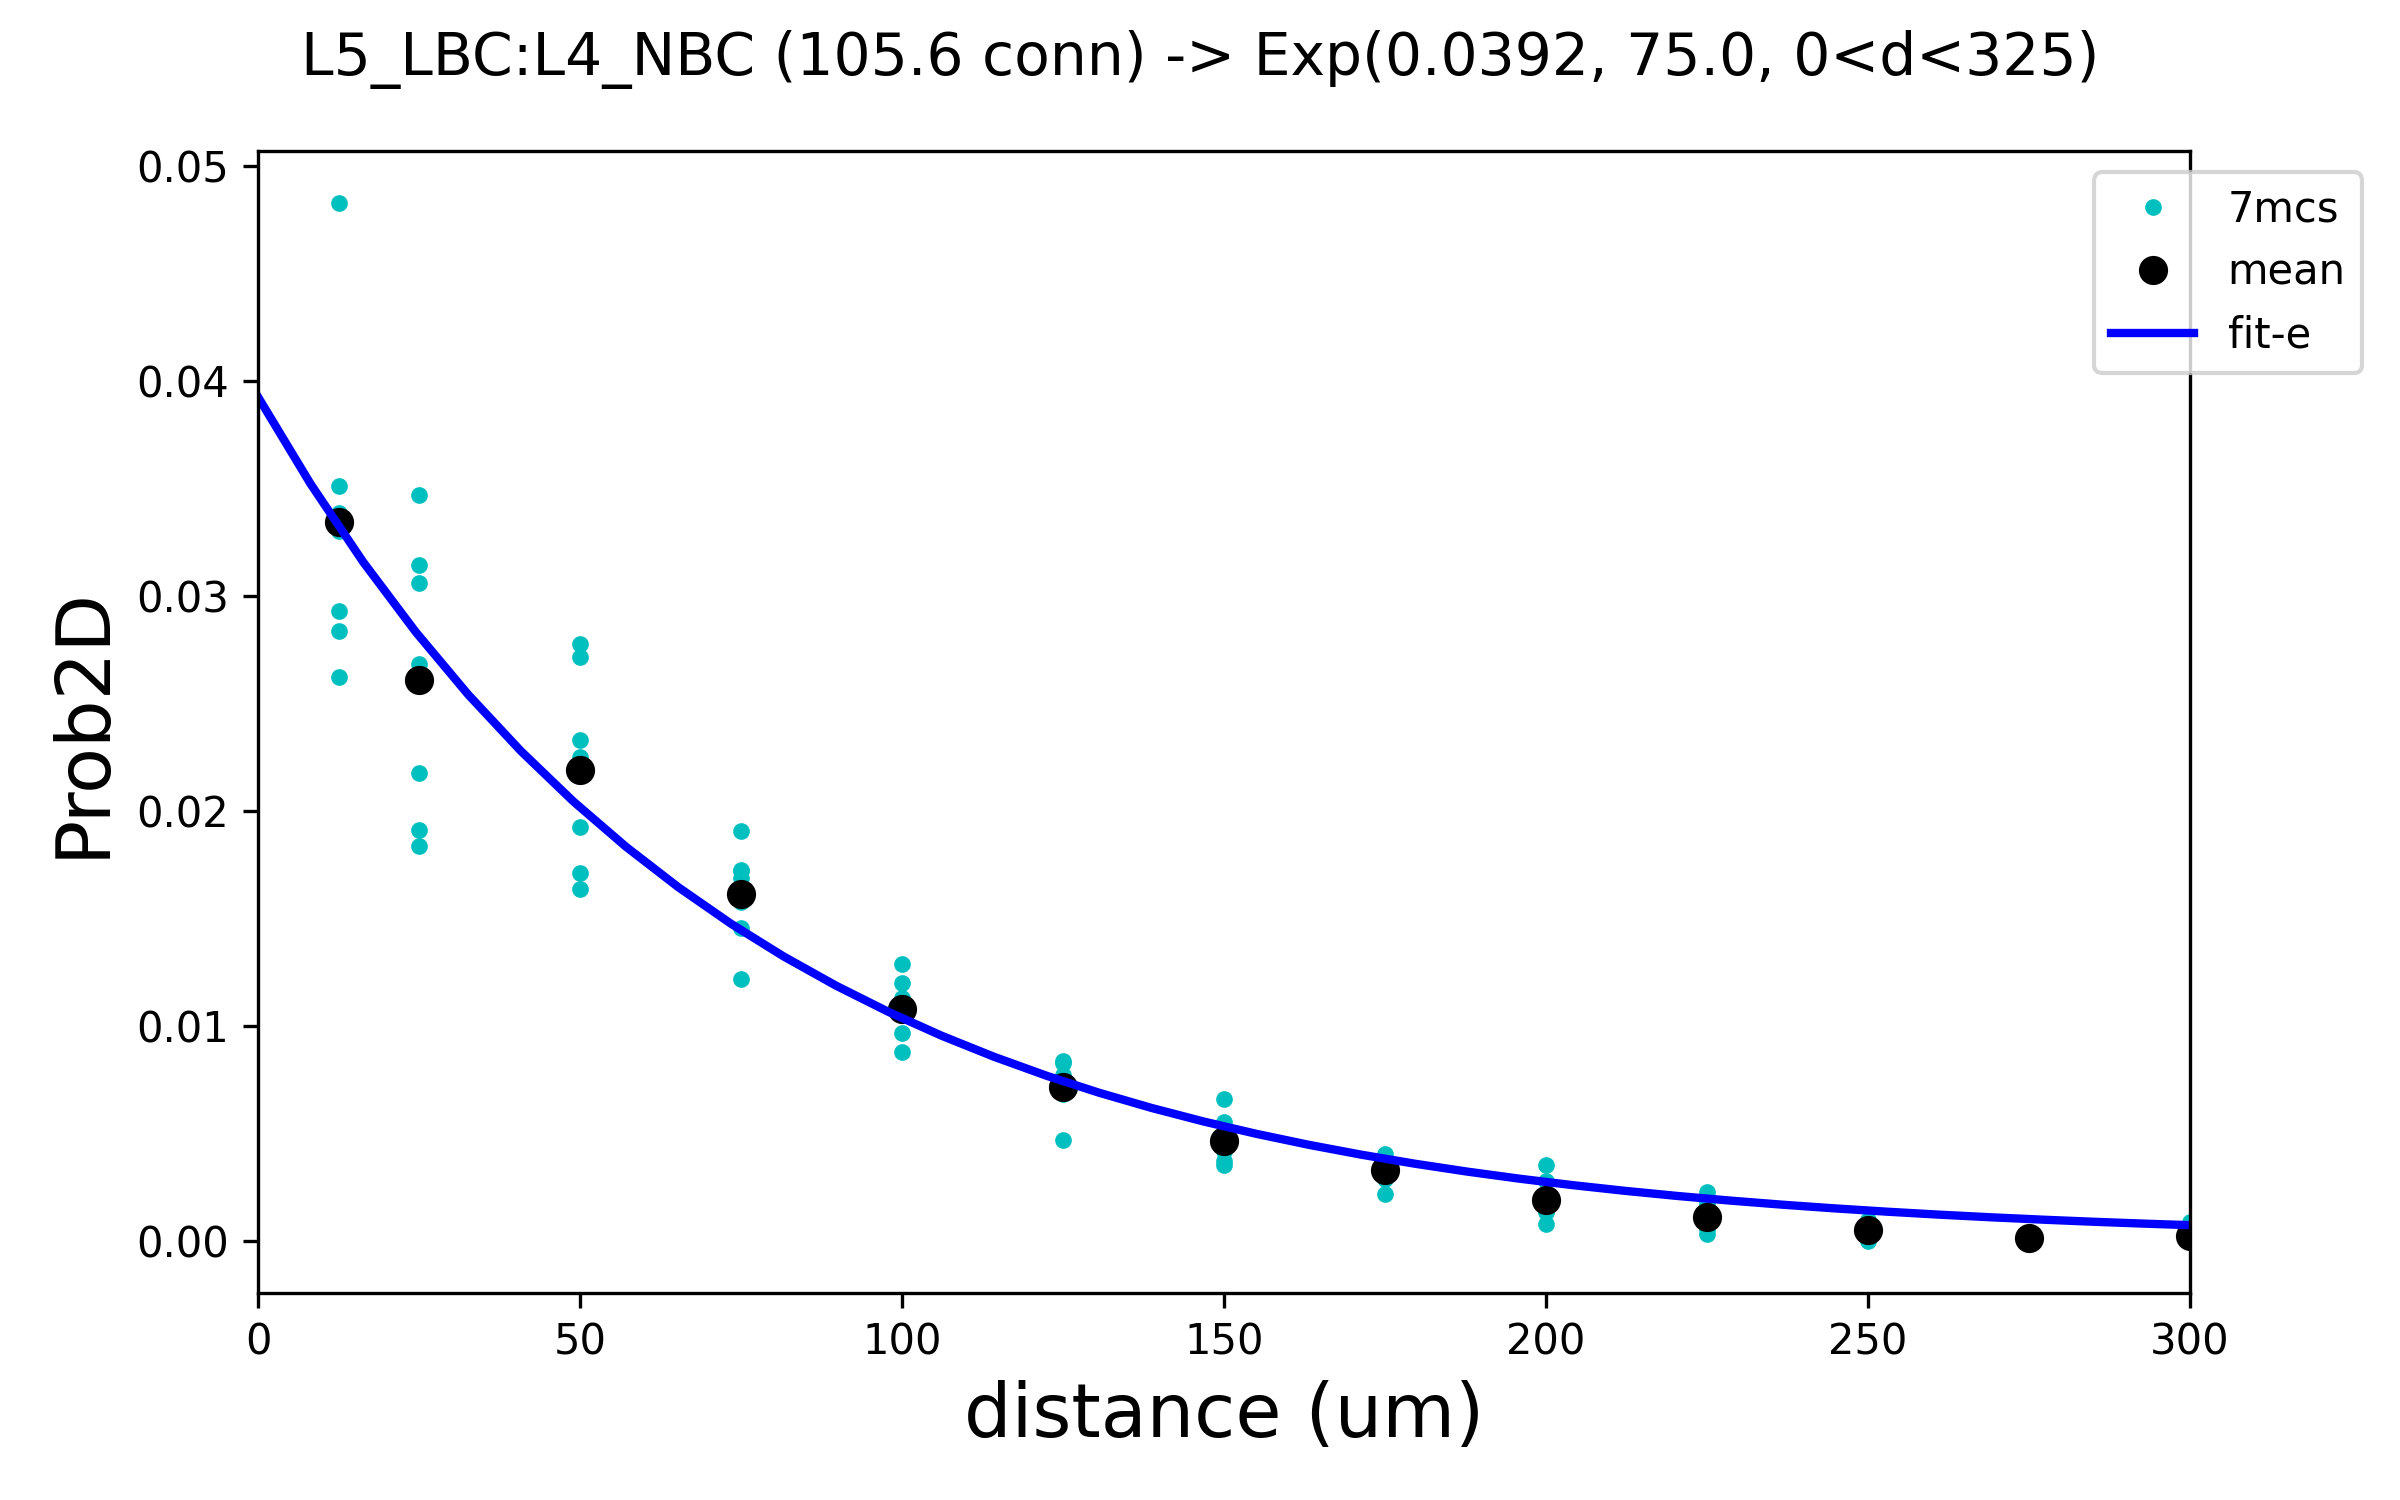 L5_LBC:L4_NBC (105.6 conn) -> Exp(0.0392, 75.0, 0<d<325)
7mcs
mean
fit-e
Prob2D
0.05
0.04
0.03
0.02
0.01
0.00
0 50 100 150 200 250 300
distance (um)